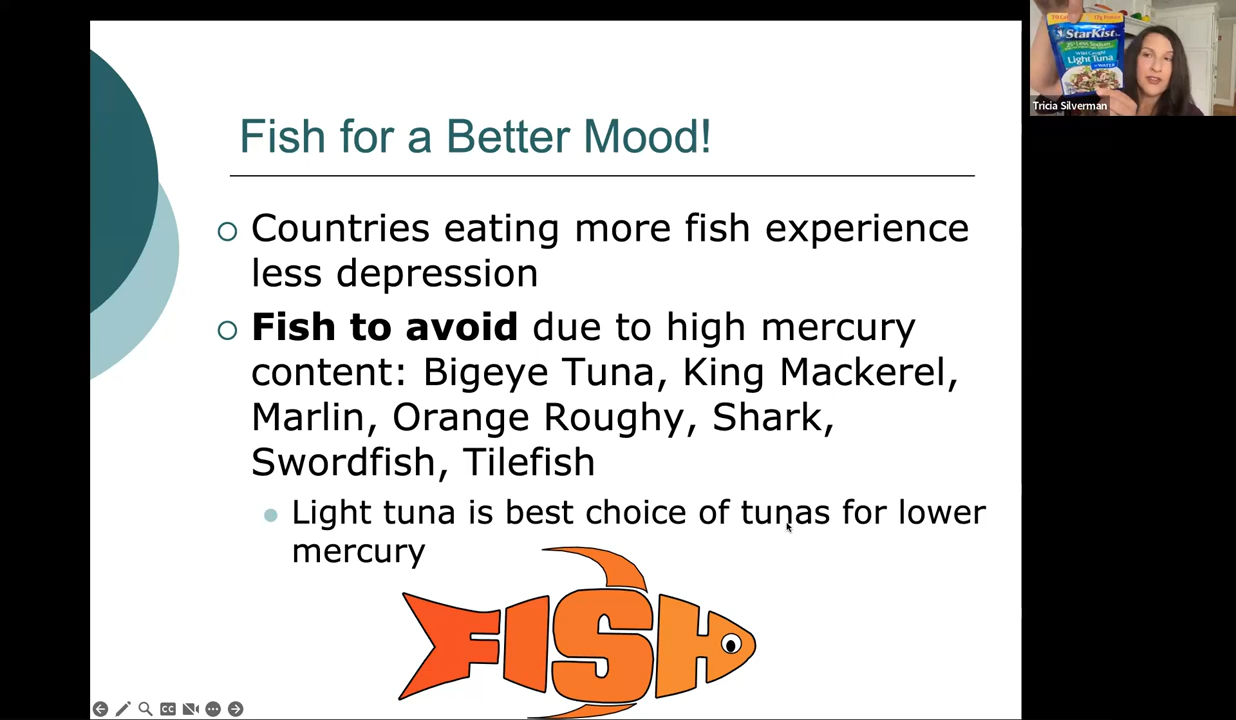 Fish for a Better Mood!
Countries eating more fish experience
less depression
Fish to avoid due to high mercury
content: Bigeye Tuna, King Mackerel,
Marlin, Orange Roughy, Shark,
Swordfish, Tilefish
Light tuna is best choice of tunas for lower
mercury
FISH
StarKist
Light Tuna
Tricia Silverman
CC